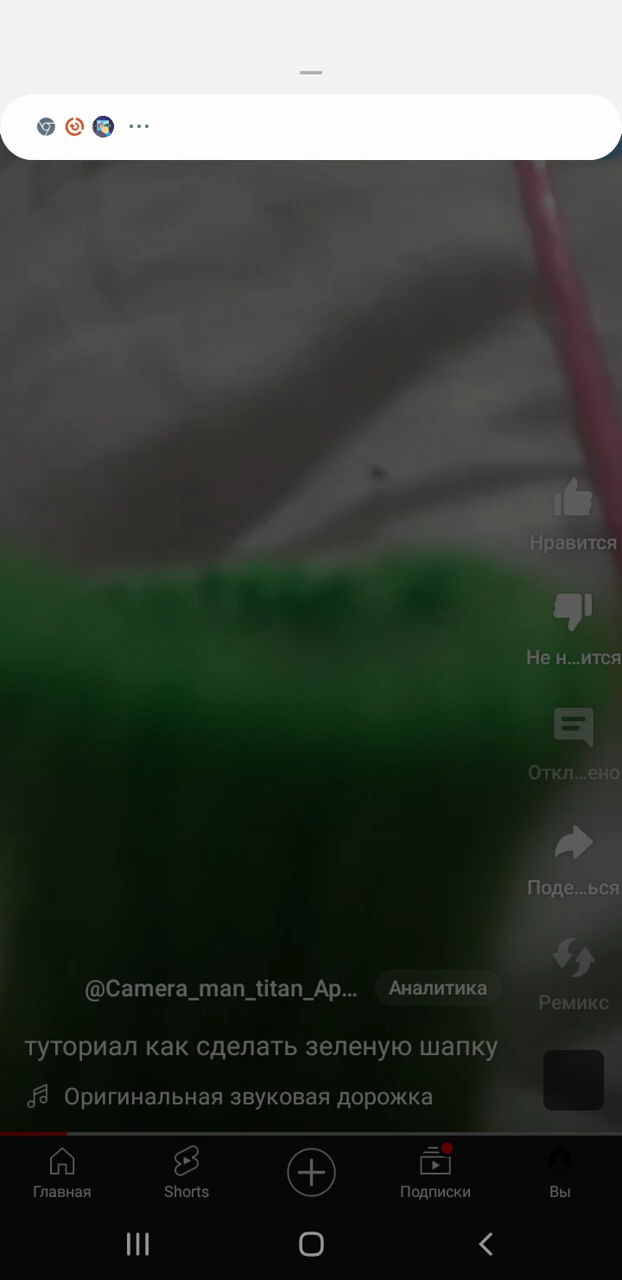 Нравится
Не н...ится
Откл...ено
Поде...ься
Ремикс
@Camera_man_titan_Ap... Аналитика
туториал как сделать зеленую шапку
Оригинальная звуковая дорожка
Главная Shorts Подписки Вы